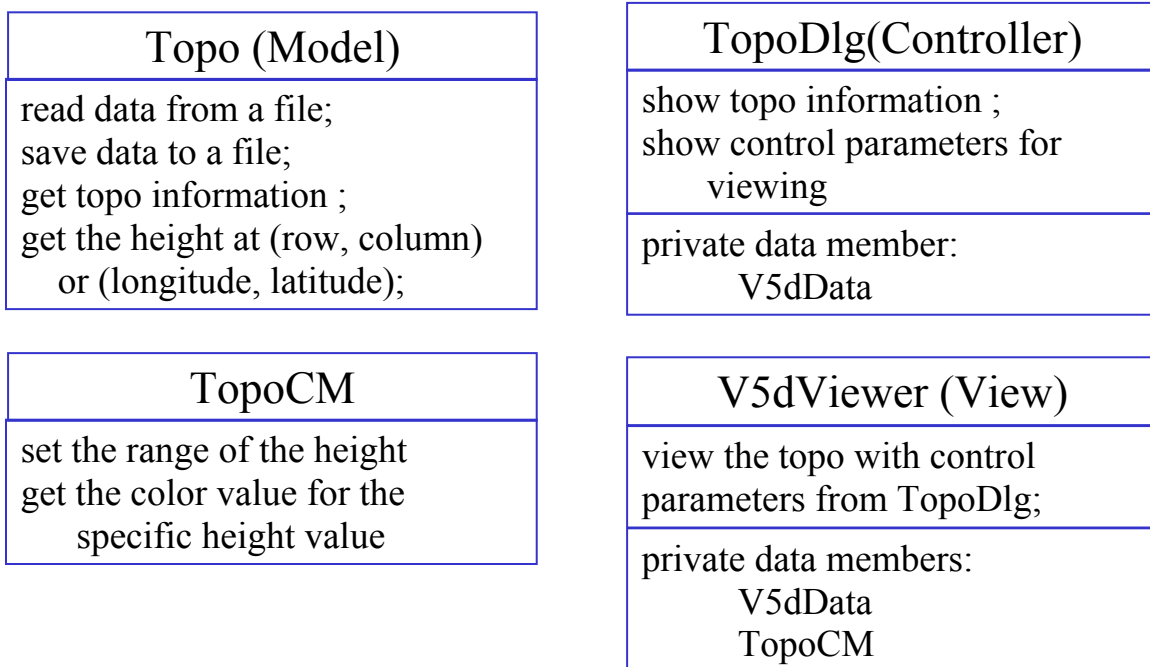 Topo (Model)
read data from a file;
save data to a file;
get topo information ;
get the height at (row, column)
or (longitude, latitude);
TopoDlg(Controller)
show topo information ;
show control parameters for
viewing
private data member:
V5dData
TopoCM
set the range of the height
get the color value for the
specific height value
V5dViewer (View)
view the topo with control
parameters from TopoDlg;
private data members:
V5dData
TopoCM